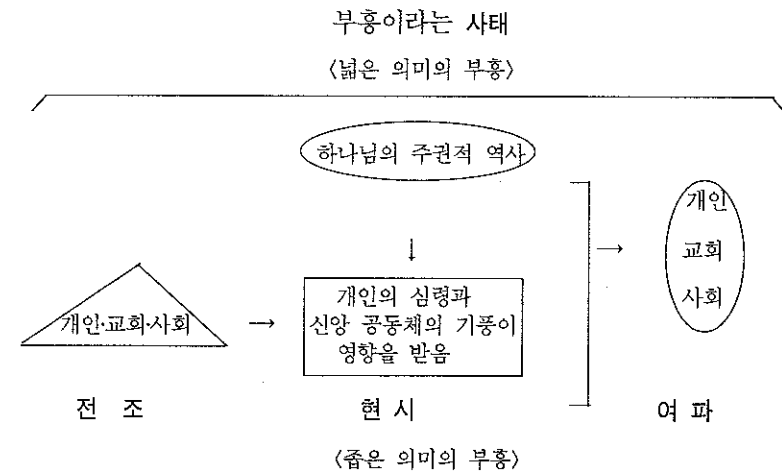 부흥이라는 사태
〈넓은 의미의 부흥〉
하나님의 주권적 역사
개인
교회
사회
개인·교회·사회
개인의 심령과
신앙 공동체의 기풍이
영향을 받음
전 조
현 시
여 파
〈좁은 의미의 부흥〉